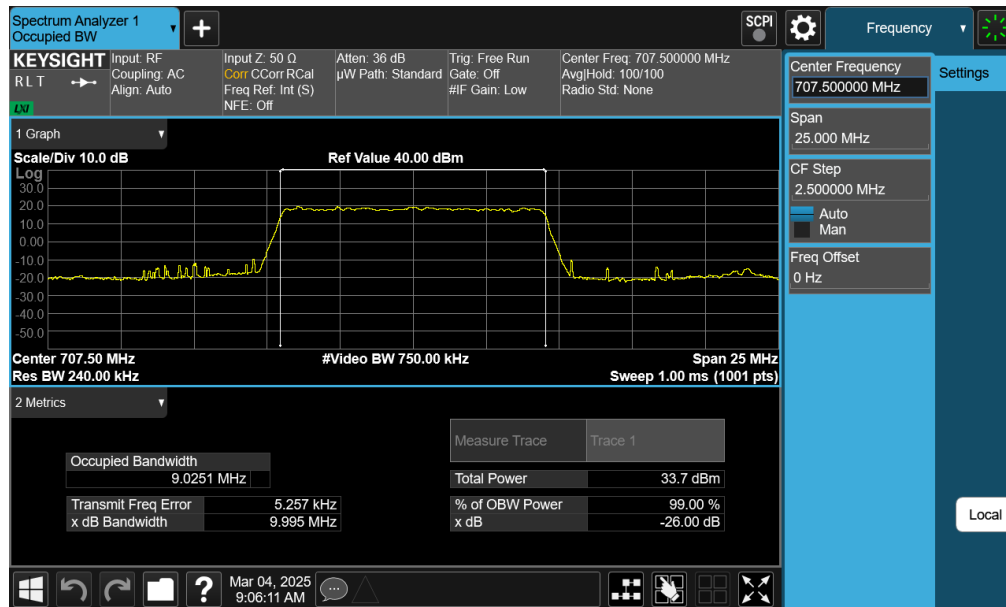 Spectrum Analyzer 1
Occupied BW
▼
+
SCPI
Frequency
▼
KEYSIGHT
RLT
LXI
Input: RF
Coupling: AC
Align: Auto
Input Z: 50 Ω
Corr CCorr RCal
Freq Ref: Int (S)
NFE: Off
Atten: 36 dB
µW Path: Standard
Trig: Free Run
Gate: Off
#IF Gain: Low
Center Freq: 707.500000 MHz
Avg|Hold: 100/100
Radio Std: None
Center Frequency
707.500000 MHz
Settings
Span
25.000 MHz
CF Step
2.500000 MHz
Auto
Man
Freq Offset
0 Hz
Local
1 Graph
▼
Scale/Div 10.0 dB
Ref Value 40.00 dBm
Log
30.0
20.0
10.0
0.00
-10.0
-20.0
-30.0
-40.0
-50.0
Center 707.50 MHz
#Video BW 750.00 kHz
Span 25 MHz
Res BW 240.00 kHz
Sweep 1.00 ms (1001 pts)
2 Metrics
▼
Measure Trace
Trace 1
Occupied Bandwidth
9.0251 MHz
Total Power
33.7 dBm
Transmit Freq Error
5.257 kHz
% of OBW Power
99.00 %
x dB Bandwidth
9.995 MHz
x dB
-26.00 dB
?
Mar 04, 2025
9:06:11 AM